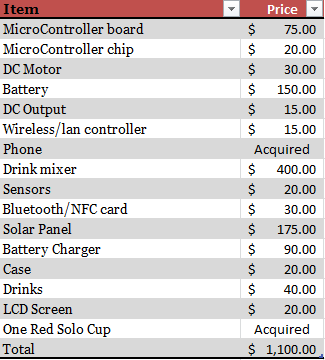 Item Price
MicroController board $ 75.00
MicroController chip $ 20.00
DC Motor $ 30.00
Battery $ 150.00
DC Output $ 15.00
Wireless/lan controller $ 15.00
Phone Acquired
Drink mixer $ 400.00
Sensors $ 20.00
Bluetooth/NFC card $ 30.00
Solar Panel $ 175.00
Battery Charger $ 90.00
Case $ 20.00
Drinks $ 40.00
LCD Screen $ 20.00
One Red Solo Cup Acquired
Total $ 1,100.00